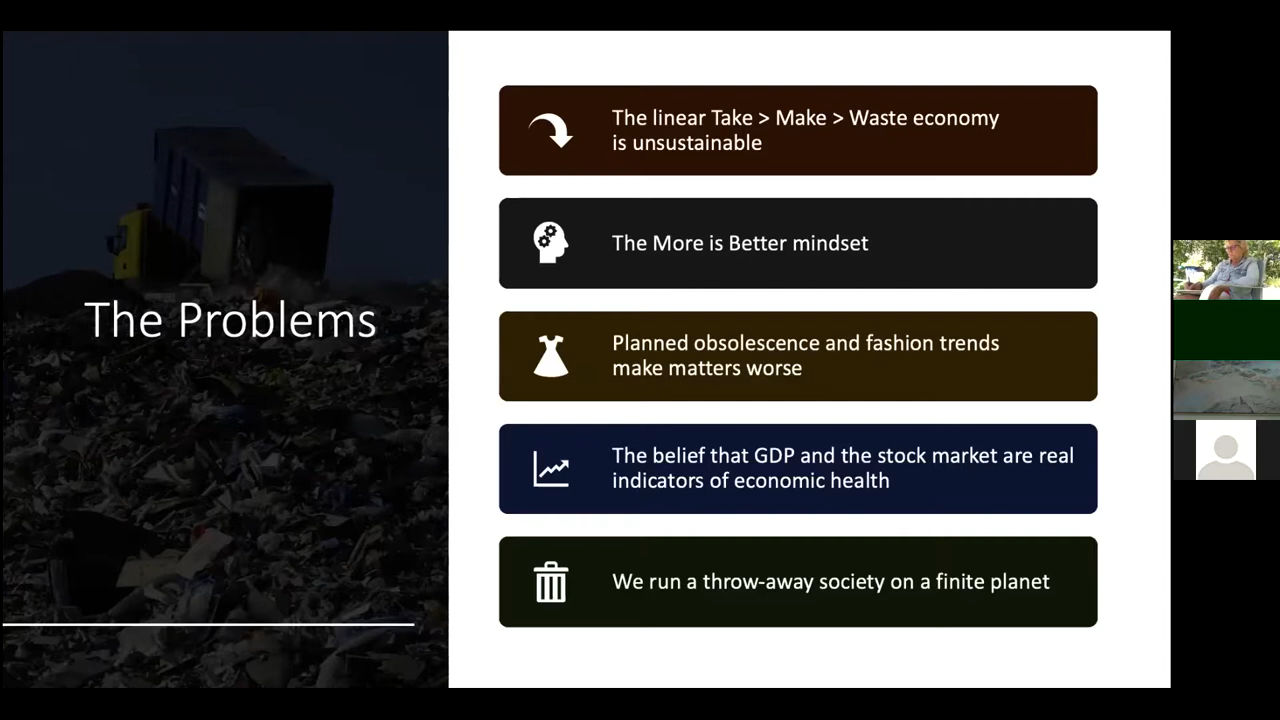 The Problems
The linear Take > Make > Waste economy
is unsustainable
The More is Better mindset
Planned obsolescence and fashion trends
make matters worse
The belief that GDP and the stock market are real
indicators of economic health
We run a throw-away society on a finite planet